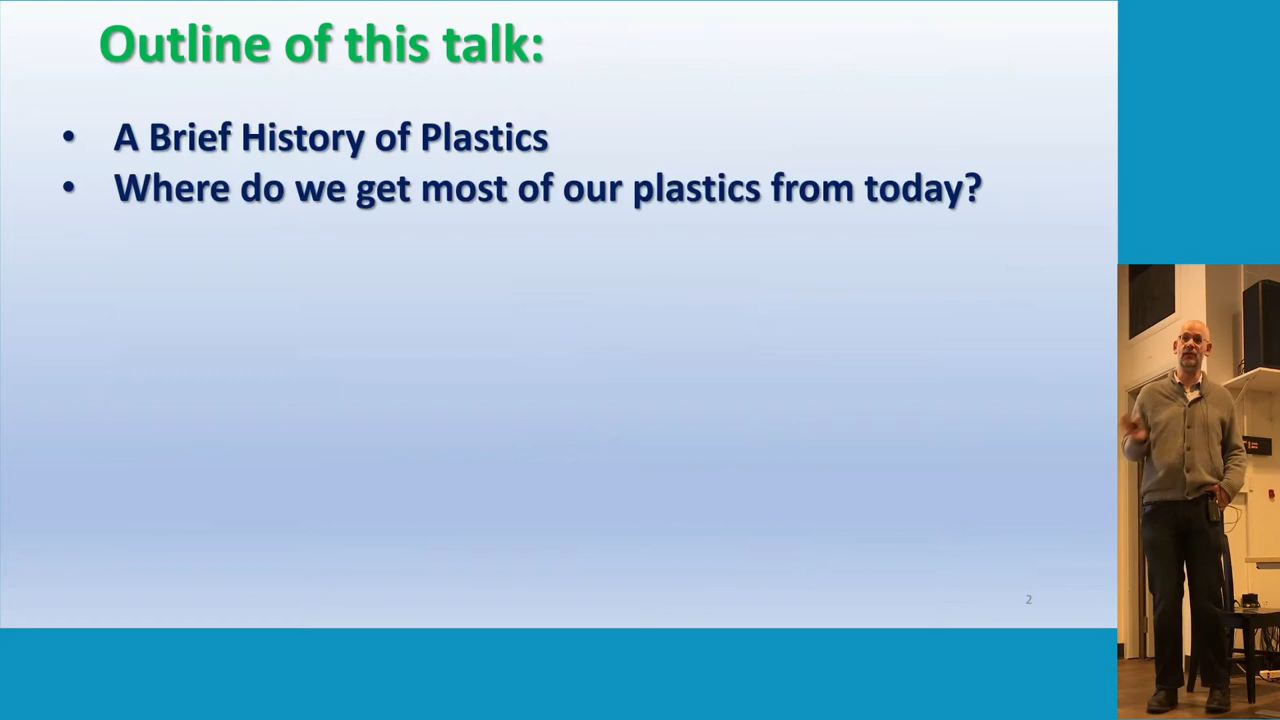 Outline of this talk:
• A Brief History of Plastics
• Where do we get most of our plastics from today?
2